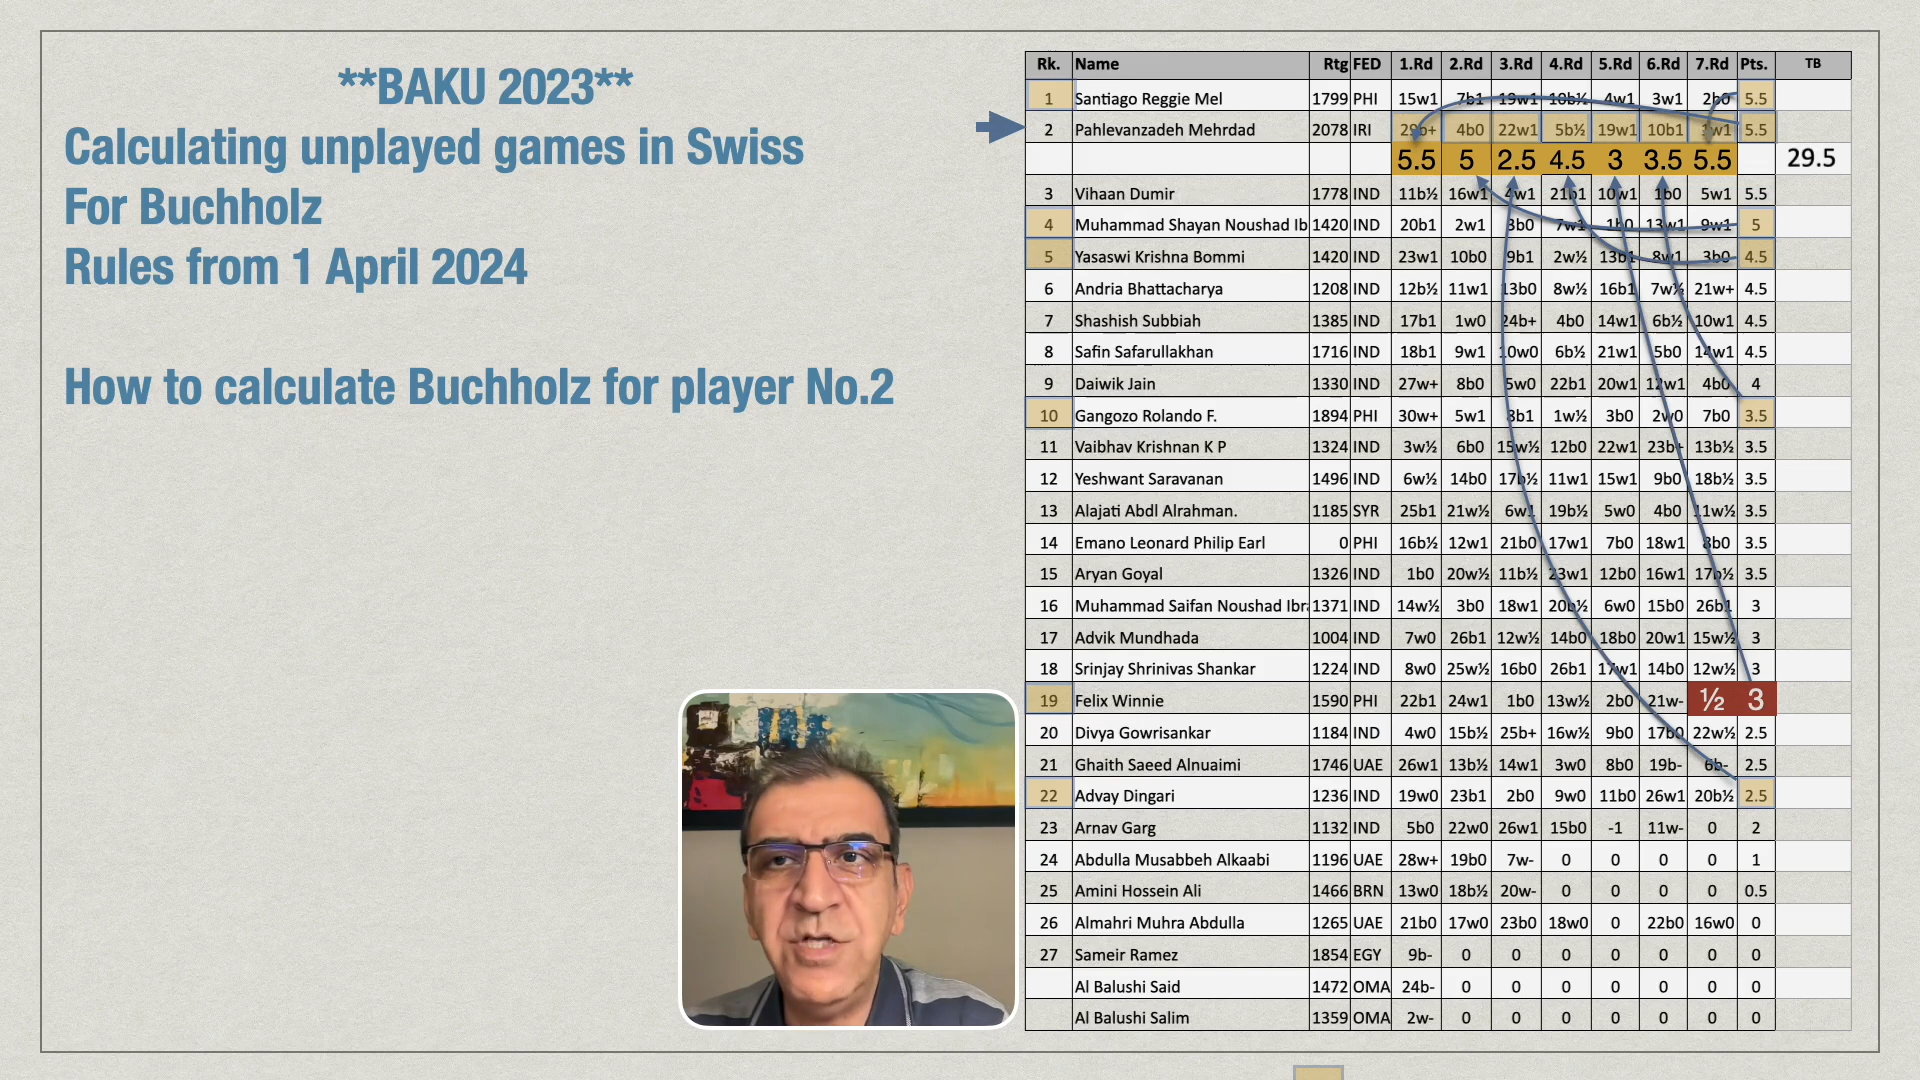 **BAKU 2023**
Calculating unplayed games in Swiss
For Buchholz
Rules from 1 April 2024
How to calculate Buchholz for player No.2
Rk. Name Rtg FED 1.Rd 2.Rd 3.Rd 4.Rd 5.Rd 6.Rd 7.Rd Pts. TB
1 Santiago Reggie Mel 1799 PHI 15w1 7b1 19w1 10b½ 4w1 3w1 2b0 5.5
2 Pahlevanzadeh Mehrdad 2078 IRI 29b+ 4b0 22w1 5b½ 19w1 10b1 1w1 5.5
5.5 5 2.5 4.5 3 3.5 5.5 29.5
3 Vihaan Dumir 1778 IND 11b½ 16w1 4w1 21b1 10w1 1b0 5w1 5.5
4 Muhammad Shayan Noushad Ib 1420 IND 20b1 2w1 3b0 7w1 1b0 13w1 9w1 5
5 Yasaswi Krishna Bommi 1420 IND 23w1 10b0 9b1 2w½ 13b1 8w1 3b0 4.5
6 Andria Bhattacharya 1208 IND 12b½ 11w1 13b0 8w½ 16b1 7w½ 21w+ 4.5
7 Shashish Subbiah 1385 IND 17b1 1w0 24b+ 4b0 14w1 6b½ 10w1 4.5
8 Safin Safarullakhan 1716 IND 18b1 9w1 10w0 6b½ 21w1 5b0 14w1 4.5
9 Daiwik Jain 1330 IND 27w+ 8b0 5w0 22b1 20w1 12w1 4b0 4
10 Gangozo Rolando F. 1894 PHI 30w+ 5w1 8b1 1w½ 3b0 2w0 7b0 3.5
11 Vaibhav Krishnan K P 1324 IND 3w½ 6b0 15w½ 12b0 22w1 23b+ 13b½ 3.5
12 Yeshwant Saravanan 1496 IND 6w½ 14b0 17b½ 11w1 15w1 9b0 18b½ 3.5
13 Alajati Abdl Alrahman. 1185 SYR 25b1 21w½ 6w1 19b½ 5w0 4b0 11w½ 3.5
14 Emano Leonard Philip Earl 0 PHI 16b½ 12w1 21b0 17w1 7b0 18w1 8b0 3.5
15 Aryan Goyal 1326 IND 1b0 20w½ 11b½ 23w1 12b0 16w1 17b½ 3.5
16 Muhammad Saifan Noushad Ibr 1371 IND 14w½ 3b0 18w1 20b½ 6w0 15b0 26b1 3
17 Advik Mundhada 1004 IND 7w0 26b1 12w½ 14b0 18b0 20w1 15w½ 3
18 Srinjay Shrinivas Shankar 1224 IND 8w0 25w½ 16b0 26b1 17w1 14b0 12w½ 3
19 Felix Winnie 1590 PHI 22b1 24w1 1b0 13w½ 2b0 21w- ½ 3
20 Divya Gowrisankar 1184 IND 4w0 15b½ 25b+ 16w½ 9b0 17b0 22w½ 2.5
21 Ghaith Saeed Alnuaimi 1746 UAE 26w1 13b½ 14w1 3w0 8b0 19b- 6b- 2.5
22 Advay Dingari 1236 IND 19w0 23b1 2b0 9w0 11b0 26w1 20b½ 2.5
23 Arnav Garg 1132 IND 5b0 22w0 26w1 15b0 -1 11w- 0 2
24 Abdulla Musabbeh Alkaabi 1196 UAE 28w+ 19b0 7w- 0 0 0 0 1
25 Amini Hossein Ali 1466 BRN 13w0 18b½ 20w- 0 0 0 0 0.5
26 Almahri Muhra Abdulla 1265 UAE 21b0 17w0 23b0 18w0 0 22b0 16w0 0
27 Sameir Ramez 1854 EGY 9b- 0 0 0 0 0 0 0
Al Balushi Said 1472 OMA 24b- 0 0 0 0 0 0 0
Al Balushi Salim 1359 OMA 2w- 0 0 0 0 0 0 0